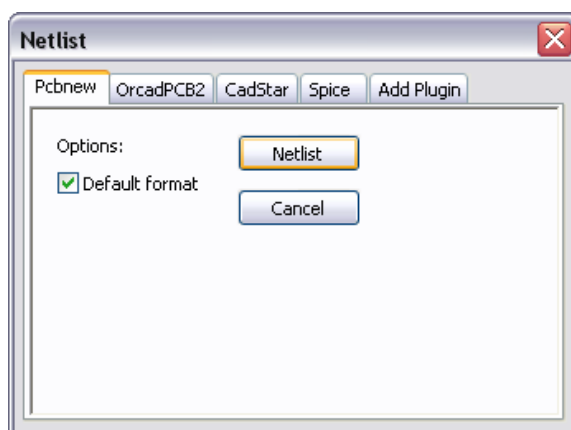 Netlist
Pcbnew OrcadPCB2 CadStar Spice Add Plugin
Options: Netlist
Default format
Cancel